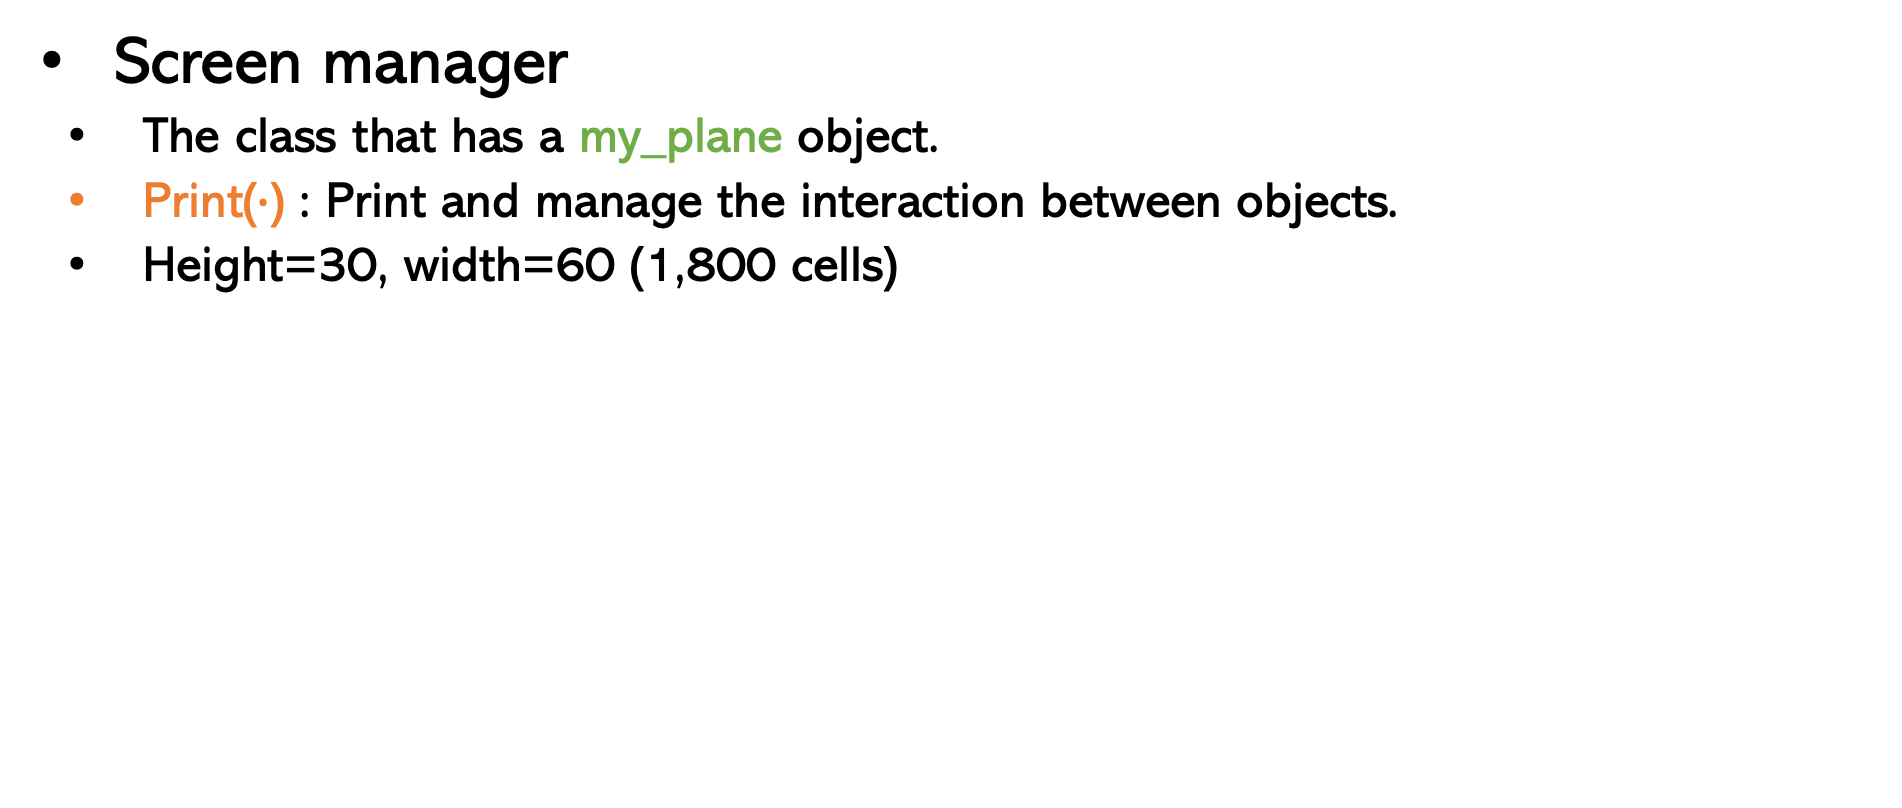 • Screen manager
• The class that has a my_plane object.
• Print(·) : Print and manage the interaction between objects.
• Height=30, width=60 (1,800 cells)